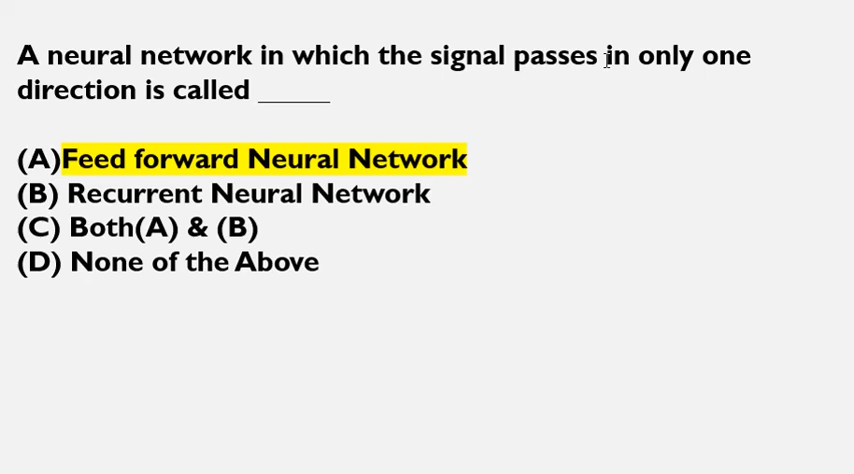 A neural network in which the signal passes in only one
direction is called _____
(A)Feed forward Neural Network
(B) Recurrent Neural Network
(C) Both(A) & (B)
(D) None of the Above